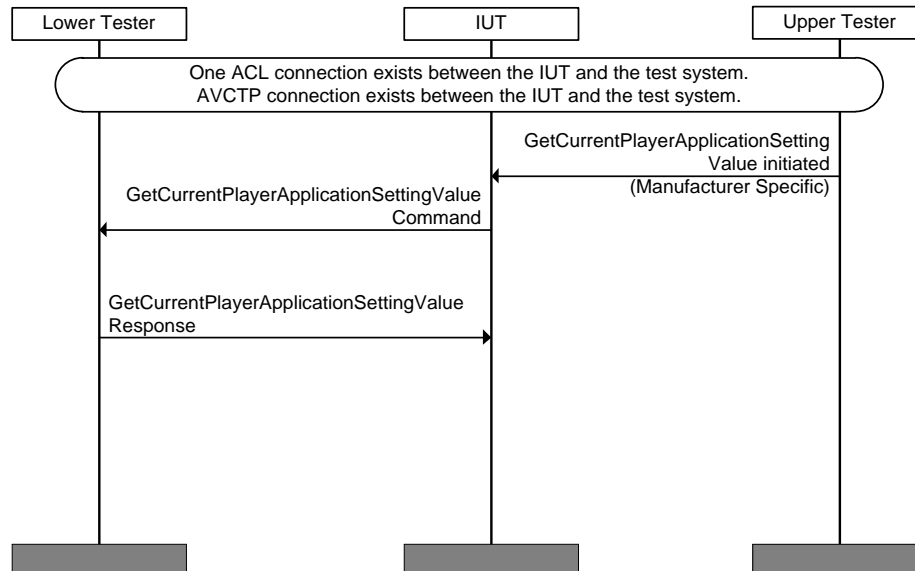 Lower Tester
IUT
Upper Tester
One ACL connection exists between the IUT and the test system.
AVCTP connection exists between the IUT and the test system.
GetCurrentPlayerApplicationSetting
Value initiated
(Manufacturer Specific)
GetCurrentPlayerApplicationSettingValue
Command
GetCurrentPlayerApplicationSettingValue
Response